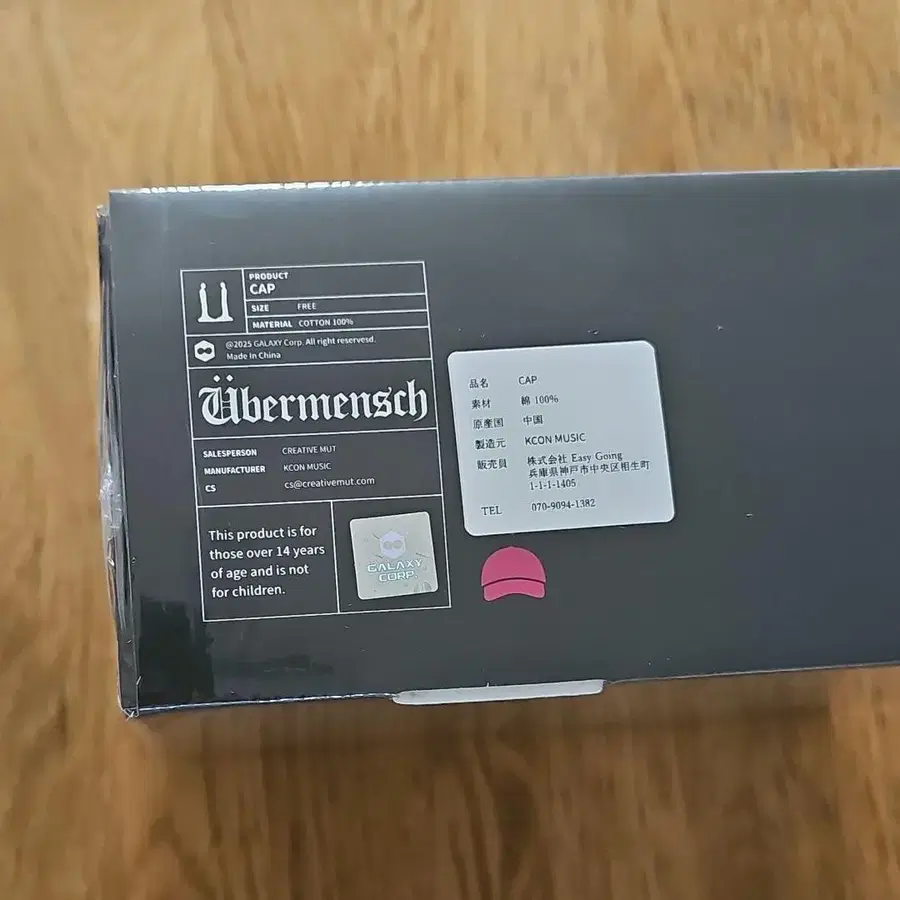 PRODUCT
CAP
SIZE FREE
MATERIAL COTTON 100%
@2025 GALAXY Corp. All right reservesd.
Made in China
Übermensch
SALESPERSON CREATIVE MUT
MANUFACTURER KCON MUSIC
CS cs@creativemut.com
This product is for
those over 14 years
of age and is not
for children.
GALAXY
CORP.
品名 CAP
素材 綿 100%
原産国 中国
製造元 KCON MUSIC
販売員 株式会社 Easy Going
兵庫県神戸市中央区相生町
1-1-1-1405
TEL 070-9094-1382